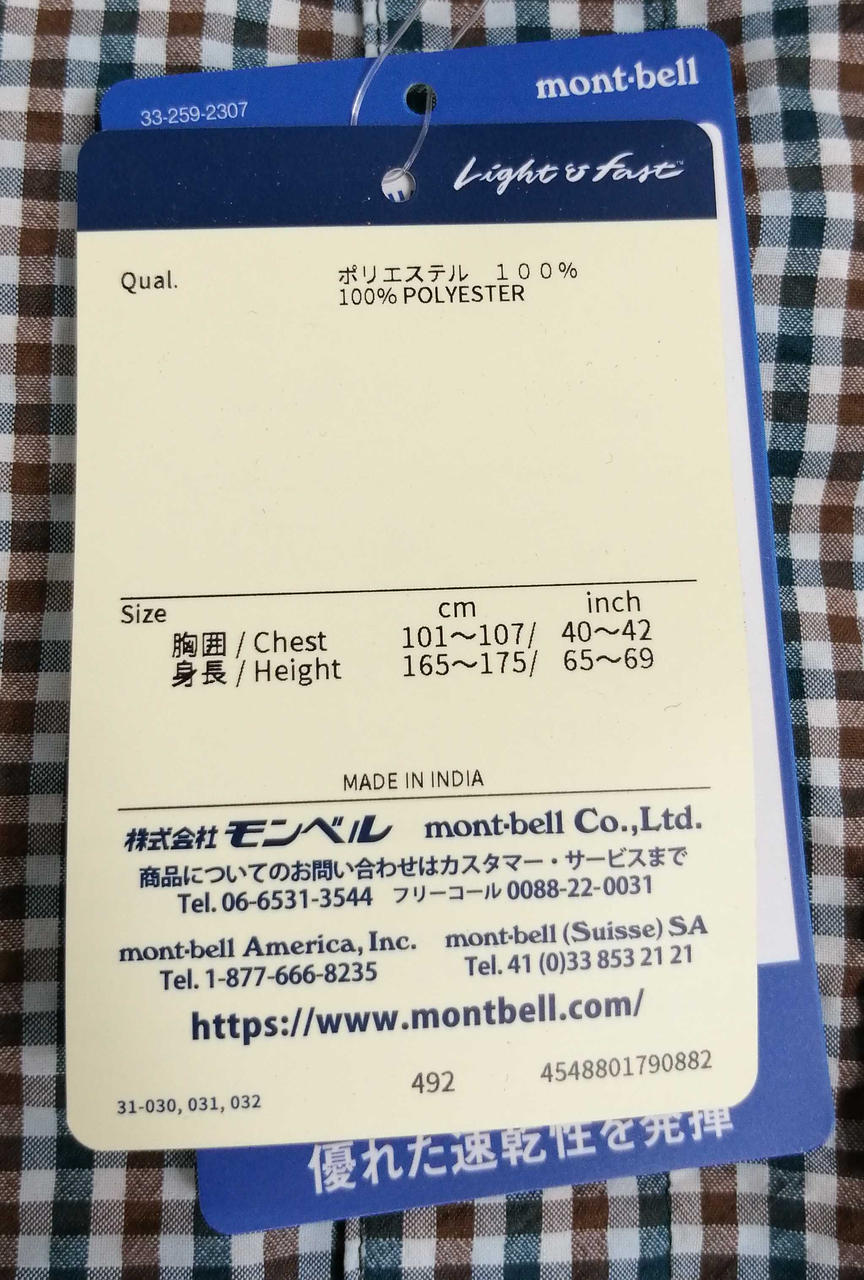 mont·bell
33-259-2307
Light & Fast™
Qual. ポリエステル １００％
100% POLYESTER
Size cm inch
胸囲 / Chest 101～107/ 40～42
身長 / Height 165～175/ 65～69
MADE IN INDIA
株式会社 モンベル mont·bell Co.,Ltd.
商品についてのお問い合わせはカスタマー・サービスまで
Tel. 06-6531-3544 フリーコール 0088-22-0031
mont·bell America, Inc. mont·bell (Suisse) SA
Tel. 1-877-666-8235 Tel. 41 (0)33 853 21 21
https://www.montbell.com/
31-030, 031, 032 492 4548801790882
優れた速乾性を発揮